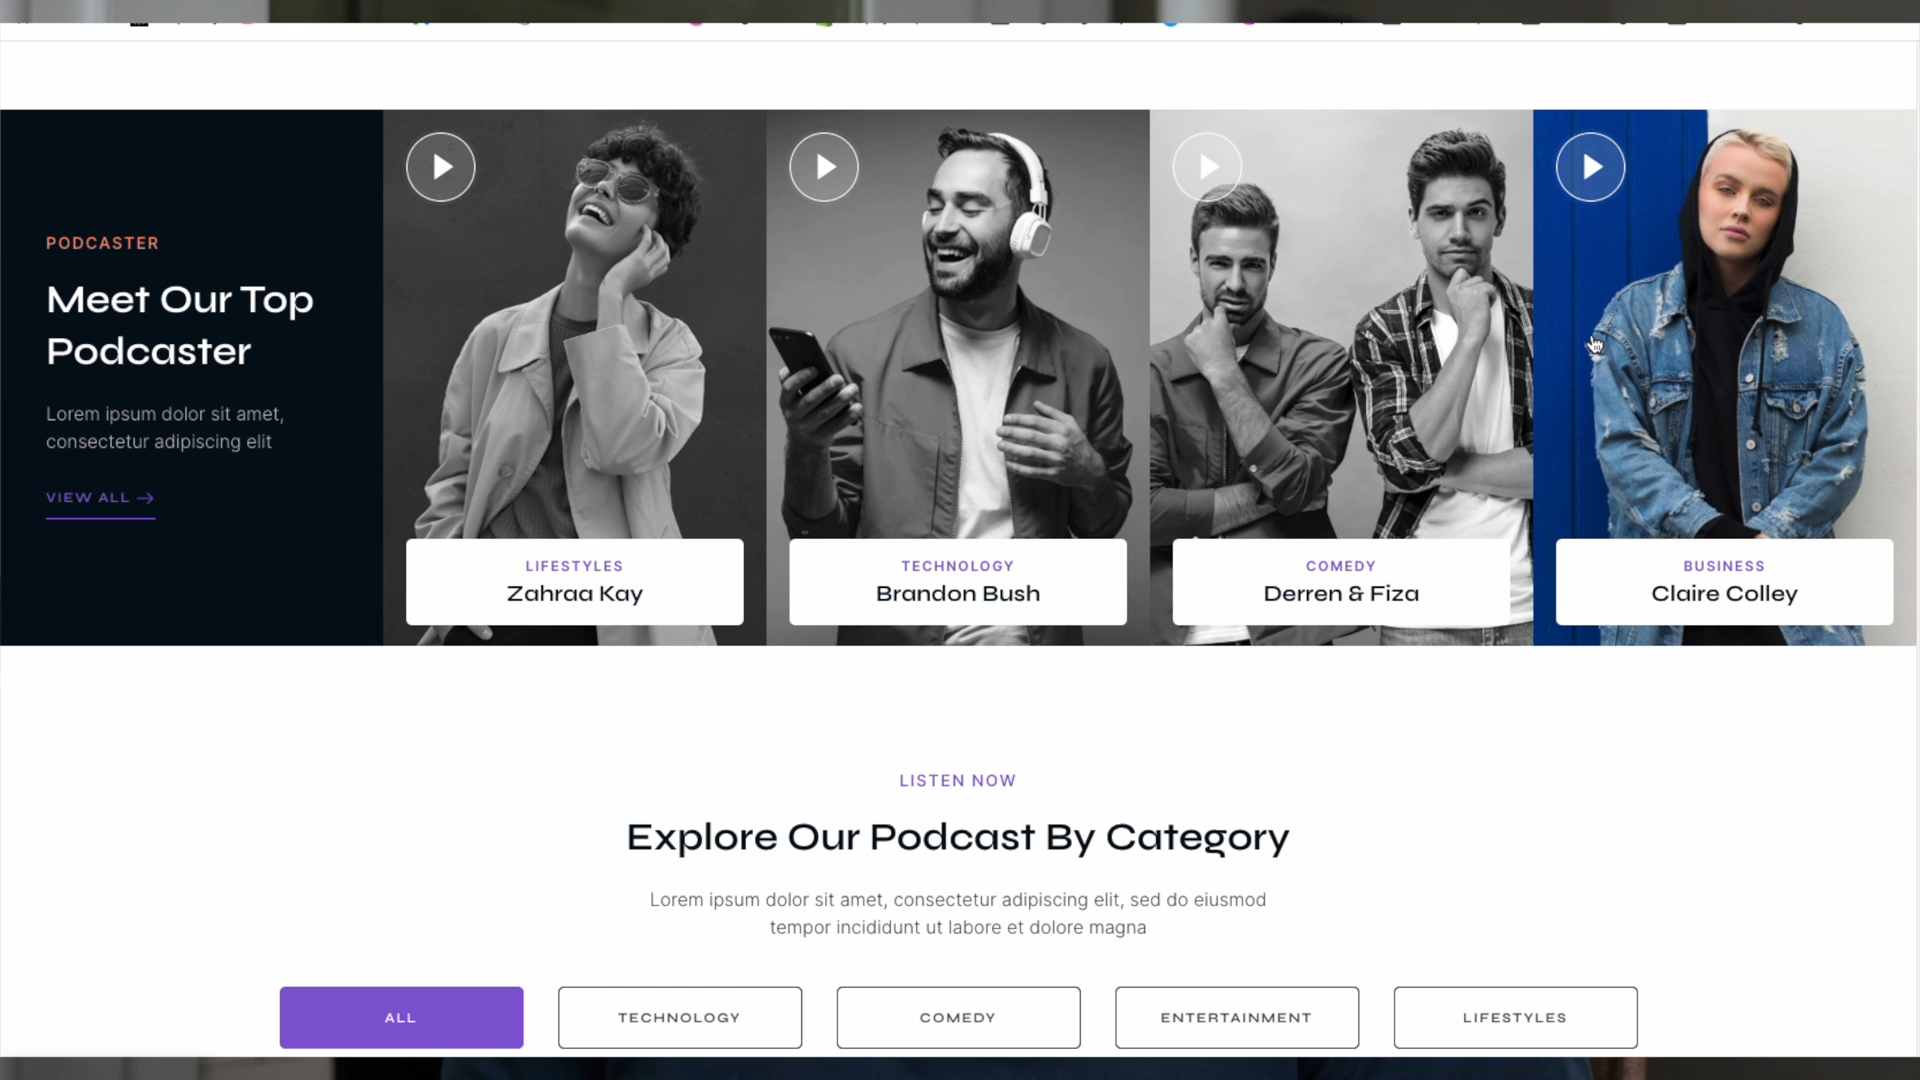 PODCASTER
Meet Our Top
Podcaster
Lorem ipsum dolor sit amet,
consectetur adipiscing elit
VIEW ALL →
LIFESTYLES
Zahraa Kay
TECHNOLOGY
Brandon Bush
COMEDY
Derren & Fiza
BUSINESS
Claire Colley
LISTEN NOW
Explore Our Podcast By Category
Lorem ipsum dolor sit amet, consectetur adipiscing elit, sed do eiusmod
tempor incididunt ut labore et dolore magna
ALL
TECHNOLOGY
COMEDY
ENTERTAINMENT
LIFESTYLES